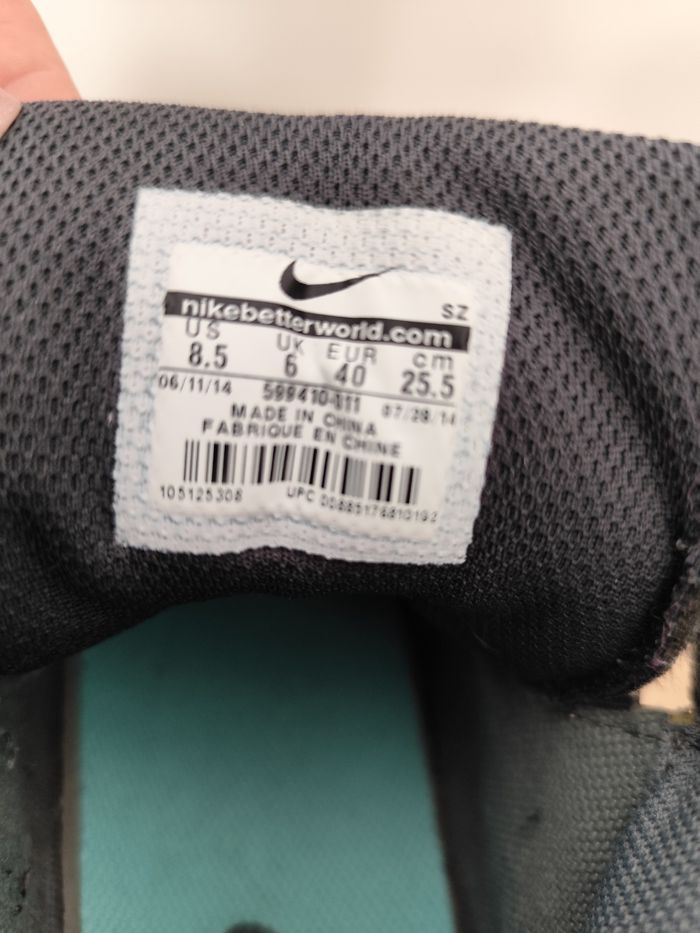 SZ
nikebetterworld.com
US UK EUR cm
8.5 6 40 25.5
06/11/14 599410-011 07/28/14
MADE IN CHINA
FABRIQUE EN CHINE
105125308 UPC